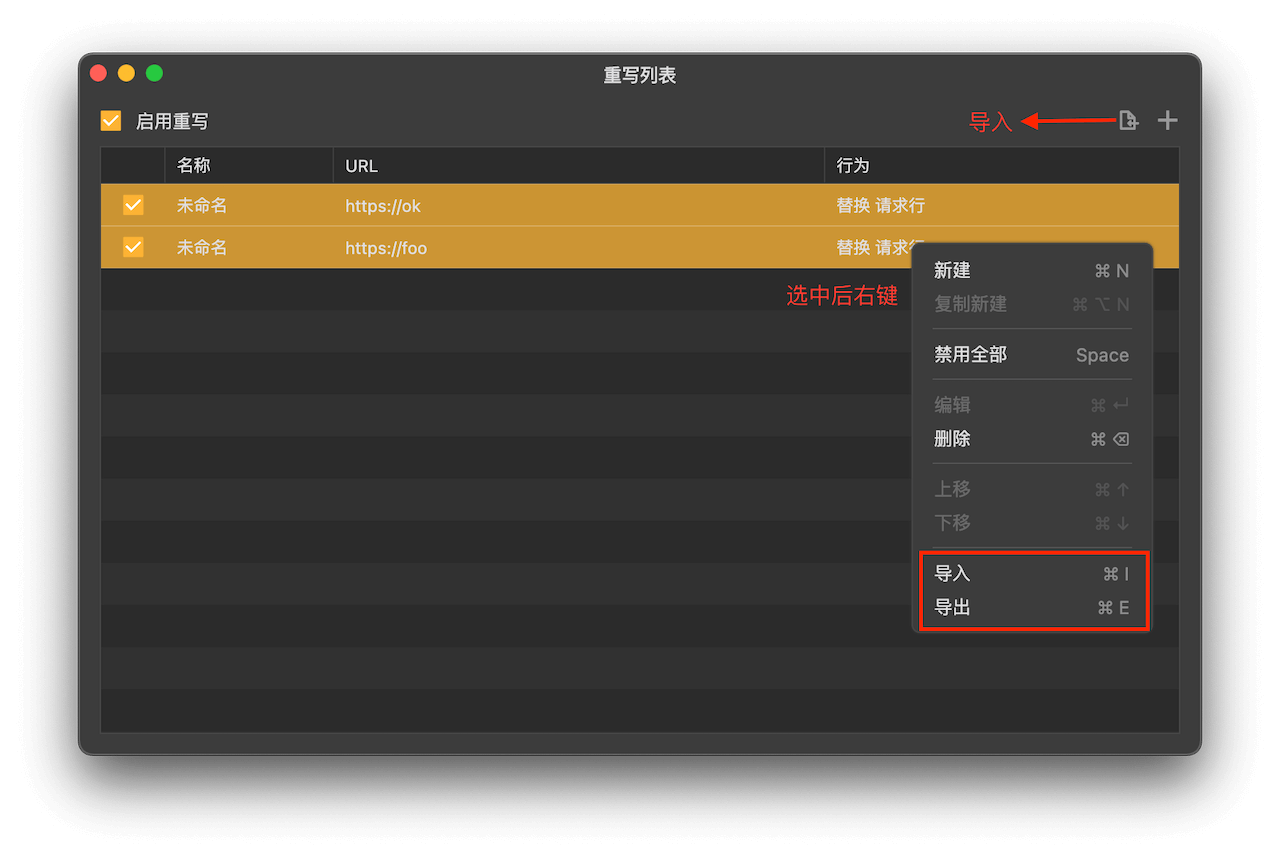 重写列表
启用重写
导入
名称 URL 行为
未命名 https://ok 替换 请求行
未命名 https://foo 替换 请求行
选中后右键
新建 ⌘ N
复制新建 ⌘ ⌥ N
禁用全部 Space
编辑 ⌘ ↩
删除 ⌘ ⌫
上移 ⌘ ↑
下移 ⌘ ↓
导入 ⌘ I
导出 ⌘ E